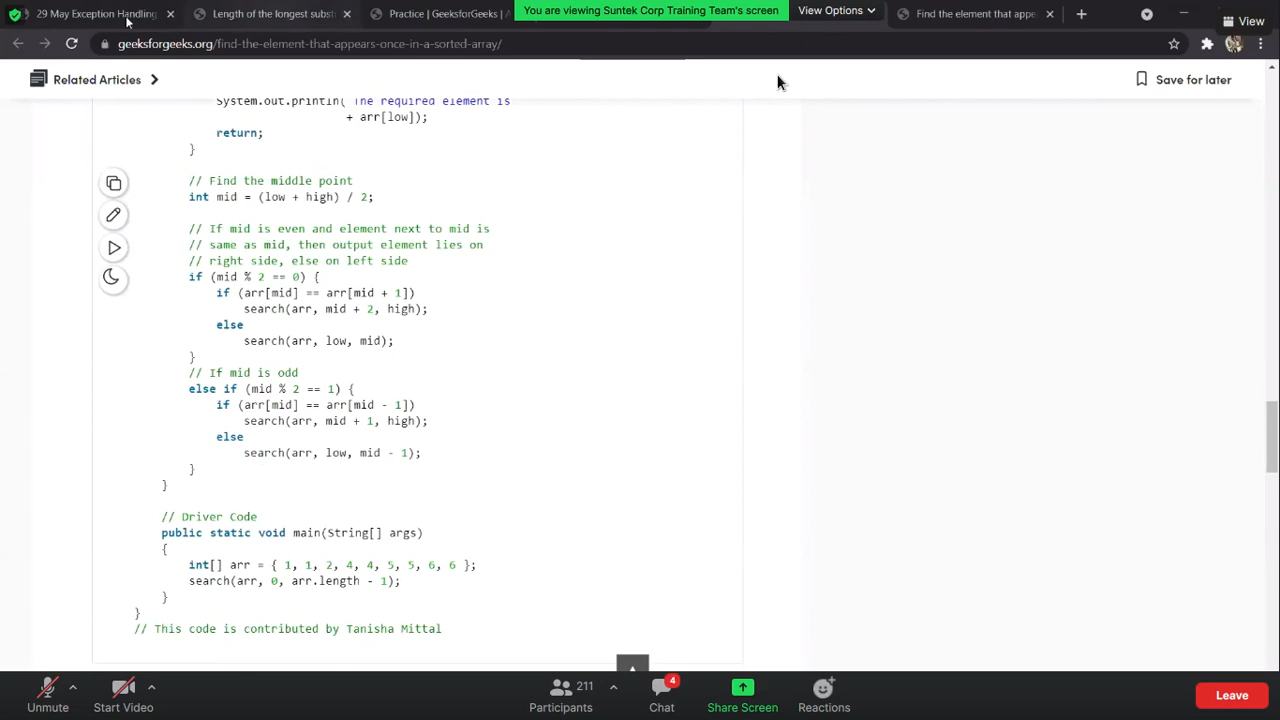 29 May Exception Handling
Length of the longest subst
Practice | GeeksforGeeks | A
You are viewing Suntek Corp Training Team's screen
View Options
Find the element that appe
View
geeksforgeeks.org/find-the-element-that-appears-once-in-a-sorted-array/
Related Articles
Save for later
System.out.println( The required element is
+ arr[low]);
return;
}
// Find the middle point
int mid = (low + high) / 2;
// If mid is even and element next to mid is
// same as mid, then output element lies on
// right side, else on left side
if (mid % 2 == 0) {
if (arr[mid] == arr[mid + 1])
search(arr, mid + 2, high);
else
search(arr, low, mid);
}
// If mid is odd
else if (mid % 2 == 1) {
if (arr[mid] == arr[mid - 1])
search(arr, mid + 1, high);
else
search(arr, low, mid - 1);
}
}
// Driver Code
public static void main(String[] args)
{
int[] arr = { 1, 1, 2, 4, 4, 5, 5, 6, 6 };
search(arr, 0, arr.length - 1);
}
}
// This code is contributed by Tanisha Mittal
Unmute
Start Video
211
Participants
4
Chat
Share Screen
Reactions
Leave